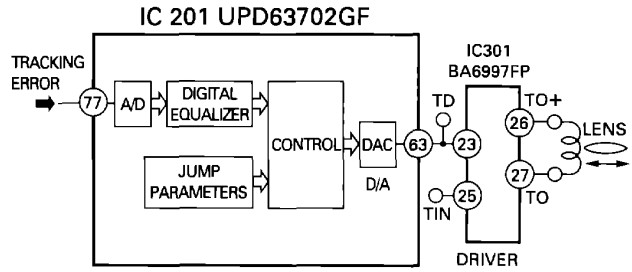 IC 201 UPD63702GF
TRACKING
ERROR
77
A/D
DIGITAL
EQUALIZER
JUMP
PARAMETERS
CONTROL
DAC
D/A
63
TD
TIN
IC301
BA6997FP
23
25
26
27
TO+
TO
LENS
DRIVER